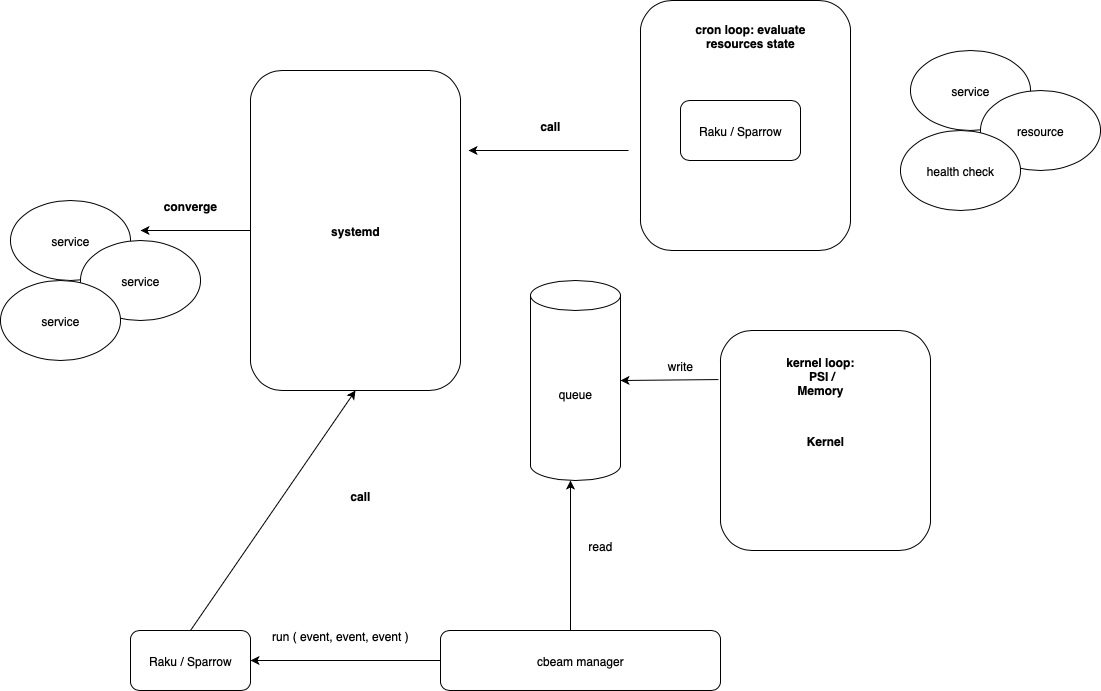 cron loop: evaluate
resources state
Raku / Sparrow
service
resource
health check
call
converge
systemd
service
service
service
queue
write
kernel loop:
PSI /
Memory
Kernel
call
read
run ( event, event, event )
Raku / Sparrow
cbeam manager